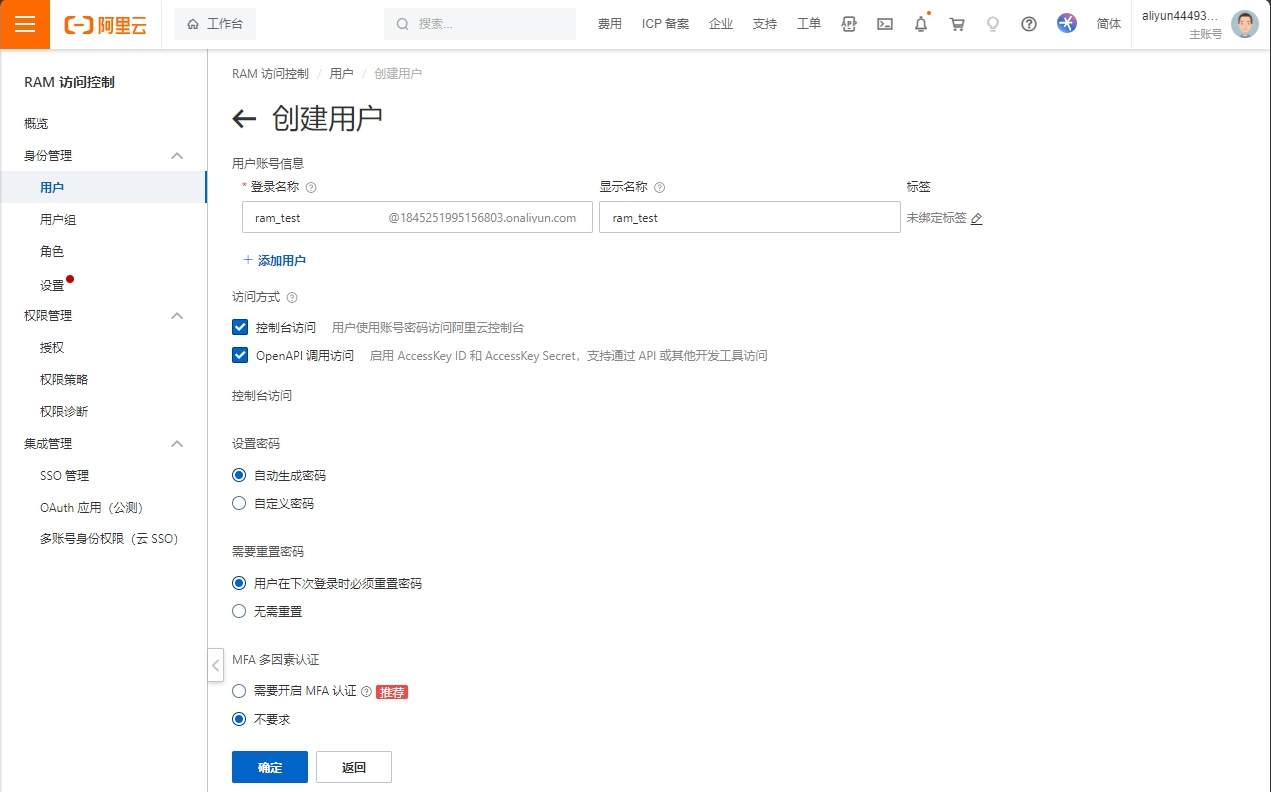 阿里云 工作台 搜索... 费用 ICP 备案 企业 支持 工单 简体 aliyun44493...
主账号
RAM 访问控制
概览
身份管理
用户
用户组
角色
设置
权限管理
授权
权限策略
权限诊断
集成管理
SSO 管理
OAuth 应用（公测）
多账号身份权限（云 SSO）
RAM 访问控制 / 用户 / 创建用户
创建用户
用户账号信息
* 登录名称 显示名称 标签
ram_test @1845251995156803.onaliyun.com ram_test 未绑定标签
+ 添加用户
访问方式
控制台访问 用户使用账号密码访问阿里云控制台
OpenAPI 调用访问 启用 AccessKey ID 和 AccessKey Secret，支持通过 API 或其他开发工具访问
控制台访问
设置密码
自动生成密码
自定义密码
需要重置密码
用户在下次登录时必须重置密码
无需重置
MFA 多因素认证
需要开启 MFA 认证 推荐
不要求
确定 返回